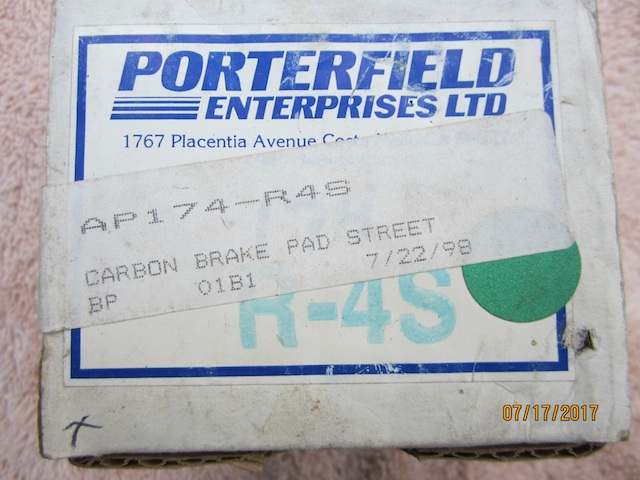 PORTERFIELD
ENTERPRISES LTD
1767 Placentia Avenue
AP174-R4S
CARBON BRAKE PAD STREET
BP 01B1 7/22/98
R-4S
07/17/2017